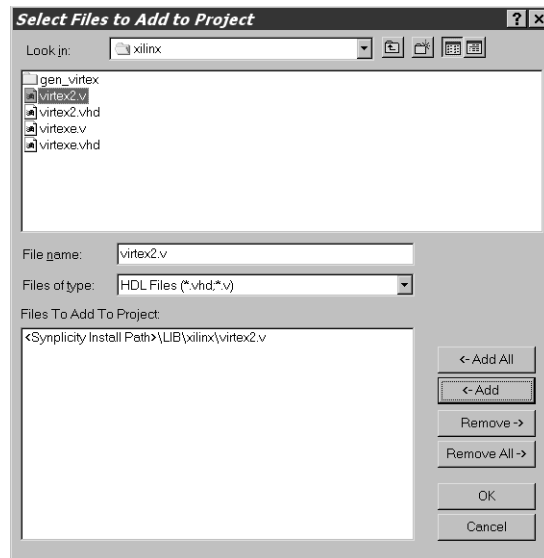 Select Files to Add to Project
? x
Look in: xilinx
gen_virtex
virtex2.v
virtex2.vhd
virtexe.v
virtexe.vhd
File name: virtex2.v
Files of type: HDL Files (*.vhd;*.v)
Files To Add To Project:
<Synplicity Install Path>\LIB\xilinx\virtex2.v
<- Add All
<- Add
Remove ->
Remove All ->
OK
Cancel